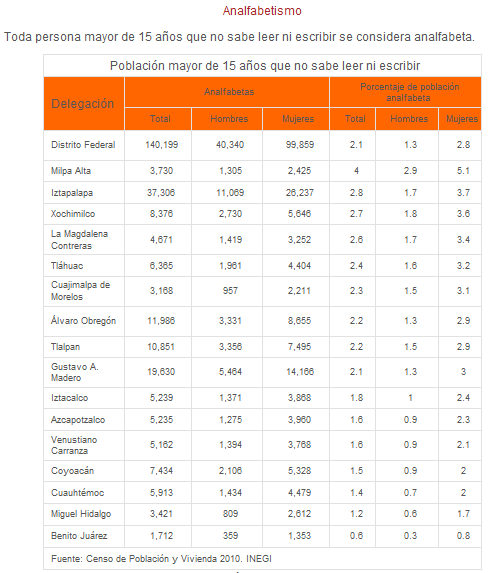 Analfabetismo
Toda persona mayor de 15 años que no sabe leer ni escribir se considera analfabeta.
Población mayor de 15 años que no sabe leer ni escribir
Delegación Analfabetas Porcentaje de población analfabeta
Total Hombres Mujeres Total Hombres Mujeres
Distrito Federal 140,199 40,340 99,859 2.1 1.3 2.8
Milpa Alta 3,730 1,305 2,425 4 2.9 5.1
Iztapalapa 37,306 11,069 26,237 2.8 1.7 3.7
Xochimilco 8,376 2,730 5,646 2.7 1.8 3.6
La Magdalena Contreras 4,671 1,419 3,252 2.6 1.7 3.4
Tláhuac 6,365 1,961 4,404 2.4 1.6 3.2
Cuajimalpa de Morelos 3,168 957 2,211 2.3 1.5 3.1
Álvaro Obregón 11,986 3,331 8,655 2.2 1.3 2.9
Tlalpan 10,851 3,356 7,495 2.2 1.5 2.9
Gustavo A. Madero 19,630 5,464 14,166 2.1 1.3 3
Iztacalco 5,239 1,371 3,868 1.8 1 2.4
Azcapotzalco 5,235 1,275 3,960 1.6 0.9 2.3
Venustiano Carranza 5,162 1,394 3,768 1.6 0.9 2.1
Coyoacán 7,434 2,106 5,328 1.5 0.9 2
Cuauhtémoc 5,913 1,434 4,479 1.4 0.7 2
Miguel Hidalgo 3,421 809 2,612 1.2 0.6 1.7
Benito Juárez 1,712 359 1,353 0.6 0.3 0.8
Fuente: Censo de Población y Vivienda 2010. INEGI